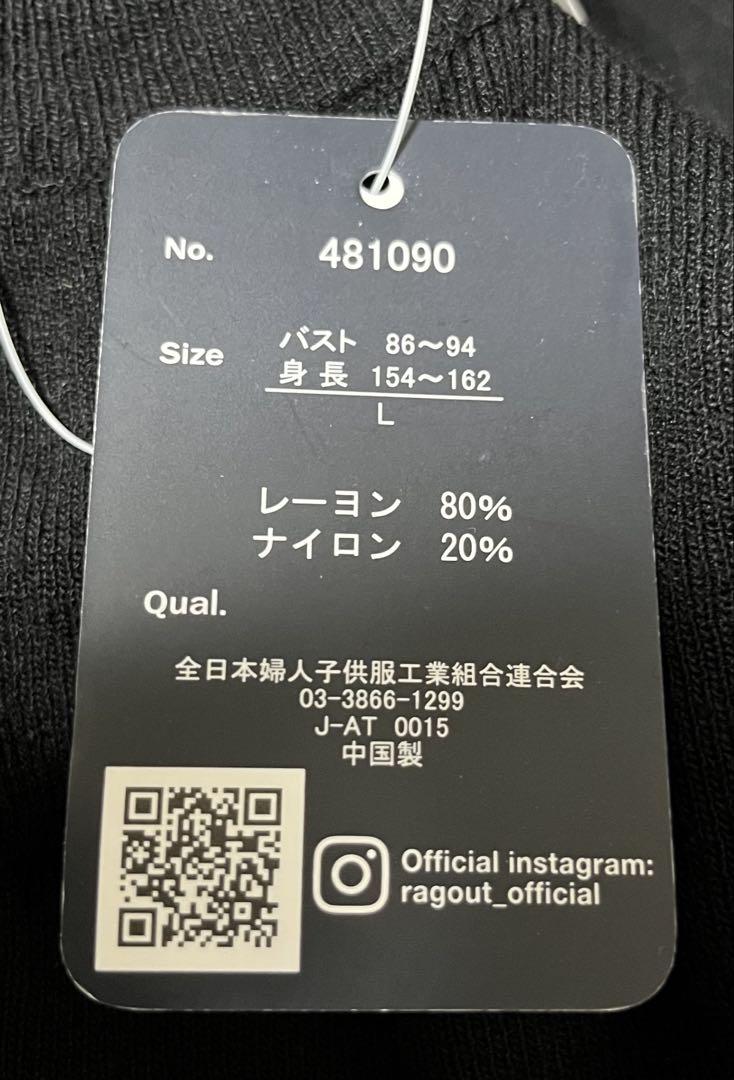 No. 481090
Size バスト 86～94
身長 154～162
L
レーヨン 80%
ナイロン 20%
Qual.
全日本婦人子供服工業組合連合会
03-3866-1299
J-AT 0015
中国製
Official instagram:
ragout_official